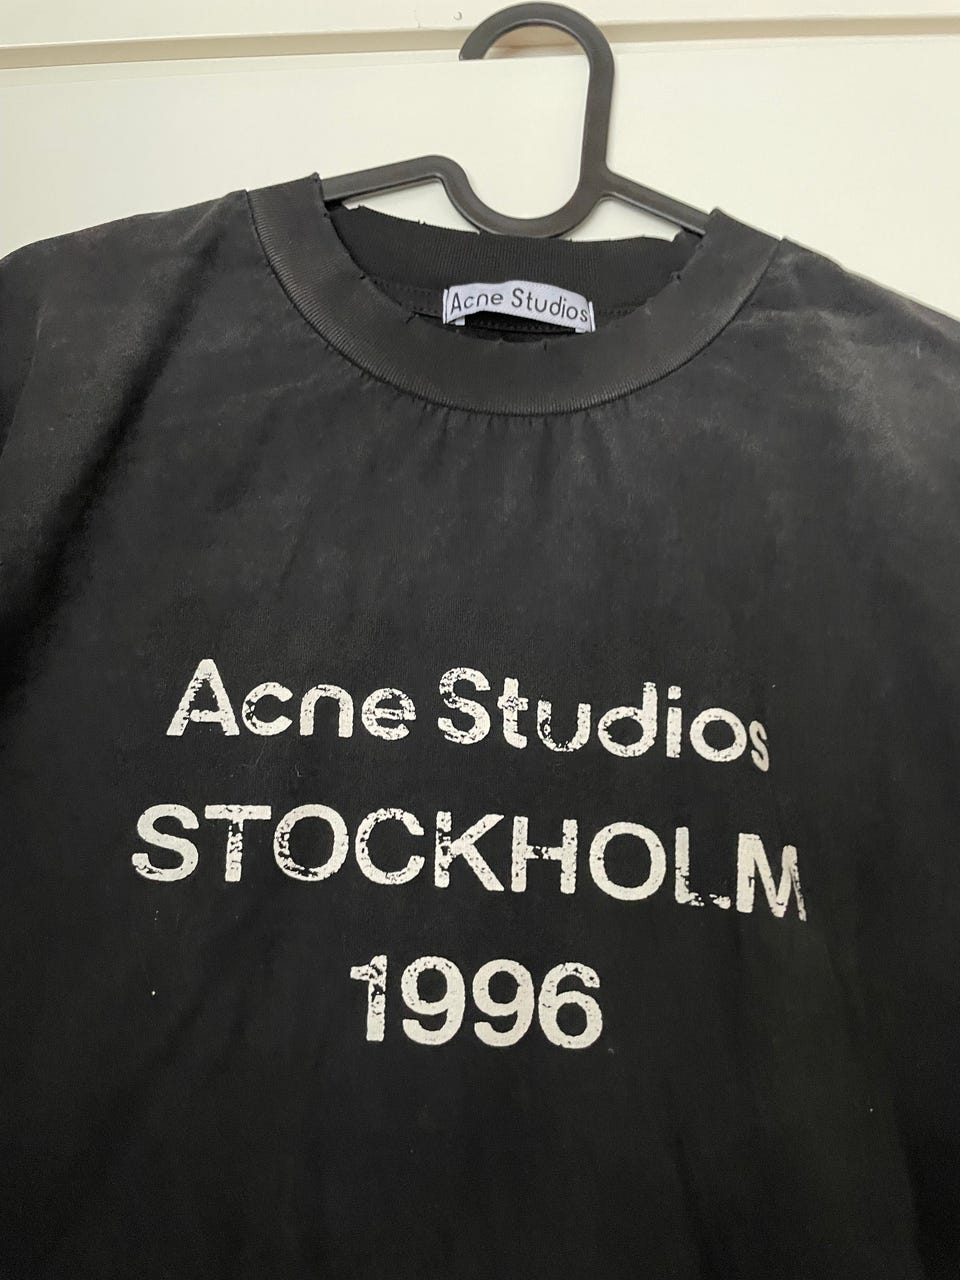 Acne Studios
Acne Studios
STOCKHOLM
1996